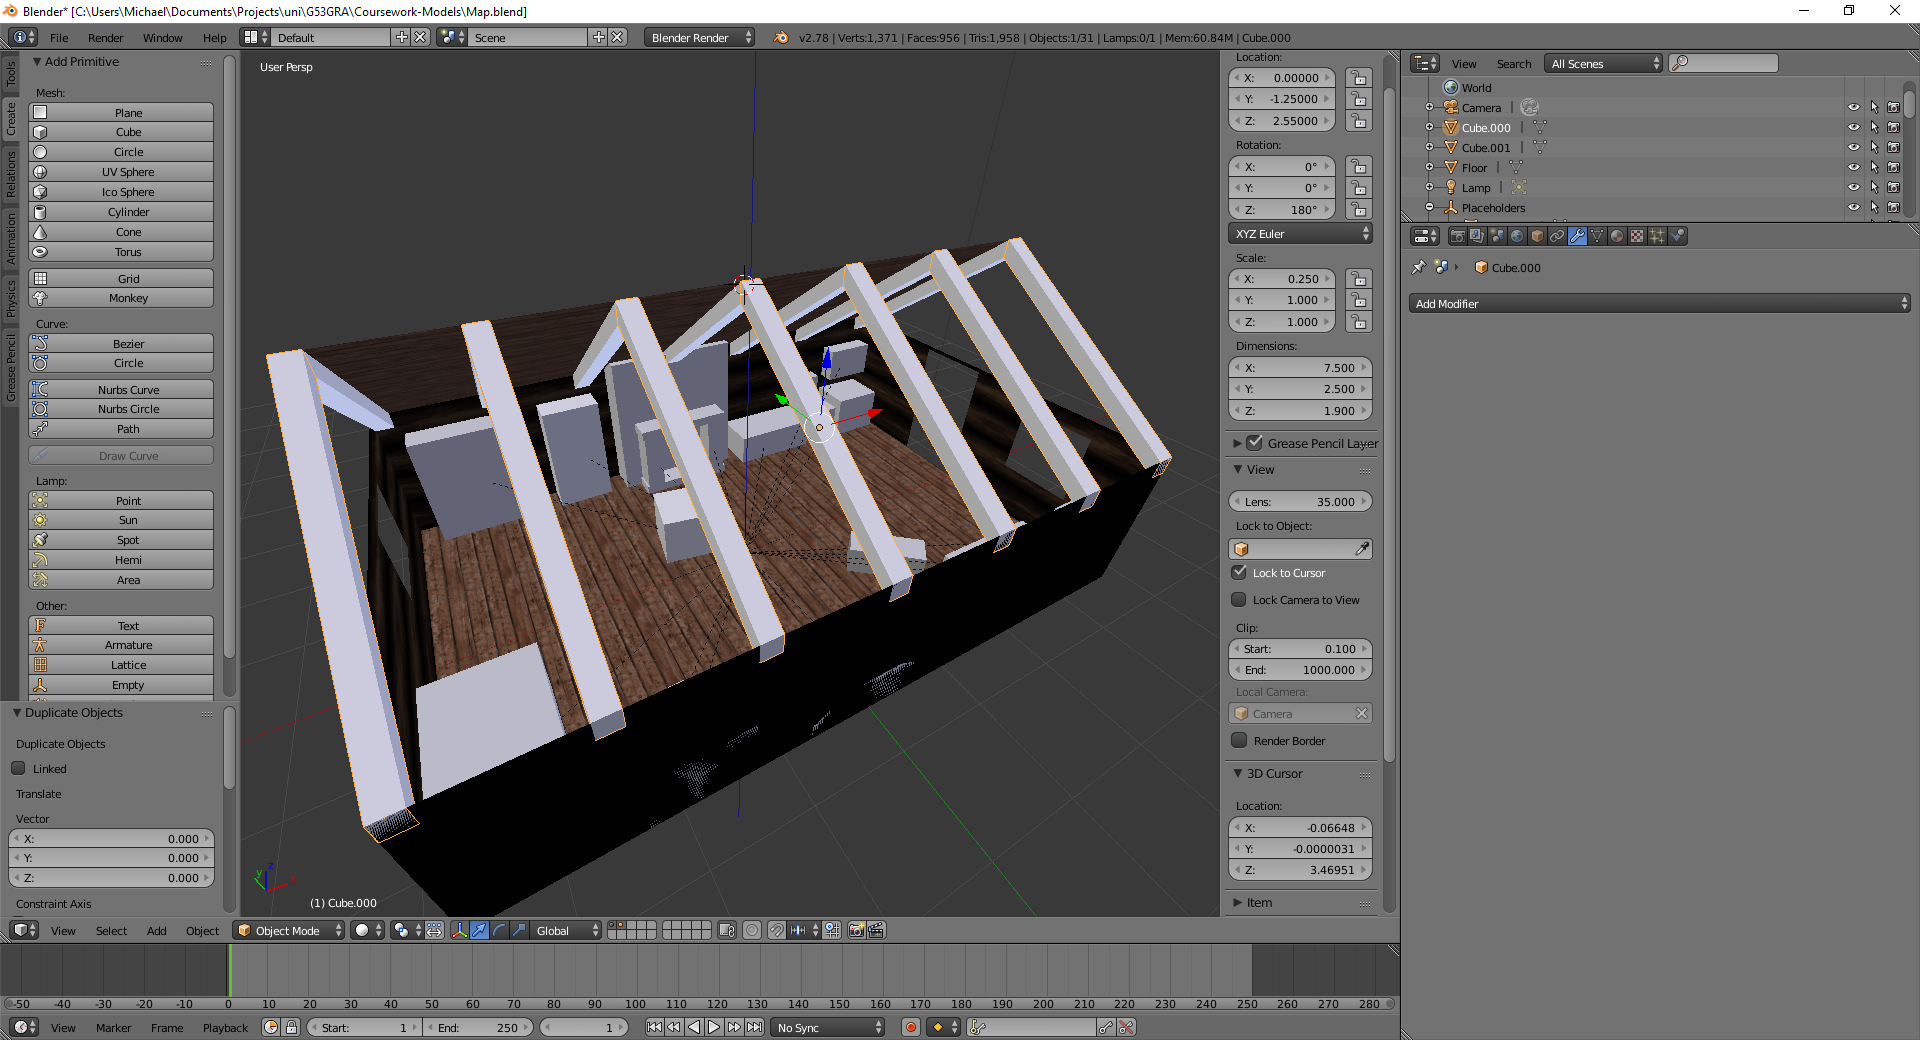 Blender* [C:\Users\Michael\Documents\Projects\uni\G53GRA\Coursework-Models\Map.blend]
File Render Window Help Default Scene Blender Render v2.78 | Verts:1,371 | Faces:956 | Tris:1,958 | Objects:1/31 | Lamps:0/1 | Mem:60.84M | Cube.000
Tools
Create
Relations
Animation
Physics
Grease Pencil
Add Primitive
Mesh:
Plane
Cube
Circle
UV Sphere
Ico Sphere
Cylinder
Cone
Torus
Grid
Monkey
Curve:
Bezier
Circle
Nurbs Curve
Nurbs Circle
Path
Draw Curve
Lamp:
Point
Sun
Spot
Hemi
Area
Other:
Text
Armature
Lattice
Empty
Duplicate Objects
Duplicate Objects
Linked
Translate
Vector
X: 0.000
Y: 0.000
Z: 0.000
Constraint Axis
User Persp
(1) Cube.000
Location:
X: 0.00000
Y: -1.25000
Z: 2.55000
Rotation:
X: 0°
Y: 0°
Z: 180°
XYZ Euler
Scale:
X: 0.250
Y: 1.000
Z: 1.000
Dimensions:
X: 7.500
Y: 2.500
Z: 1.900
Grease Pencil Layer
View
Lens: 35.000
Lock to Object:
Lock to Cursor
Lock Camera to View
Clip:
Start: 0.100
End: 1000.000
Local Camera:
Camera
Render Border
3D Cursor
Location:
X: -0.06648
Y: -0.0000031
Z: 3.46951
Item
View Search All Scenes
World
Camera
Cube.000
Cube.001
Floor
Lamp
Placeholders
Cube.000
Add Modifier
View Select Add Object Object Mode Global
-50 -40 -30 -20 -10 0 10 20 30 40 50 60 70 80 90 100 110 120 130 140 150 160 170 180 190 200 210 220 230 240 250 260 270 280
View Marker Frame Playback Start: 1 End: 250 1 No Sync